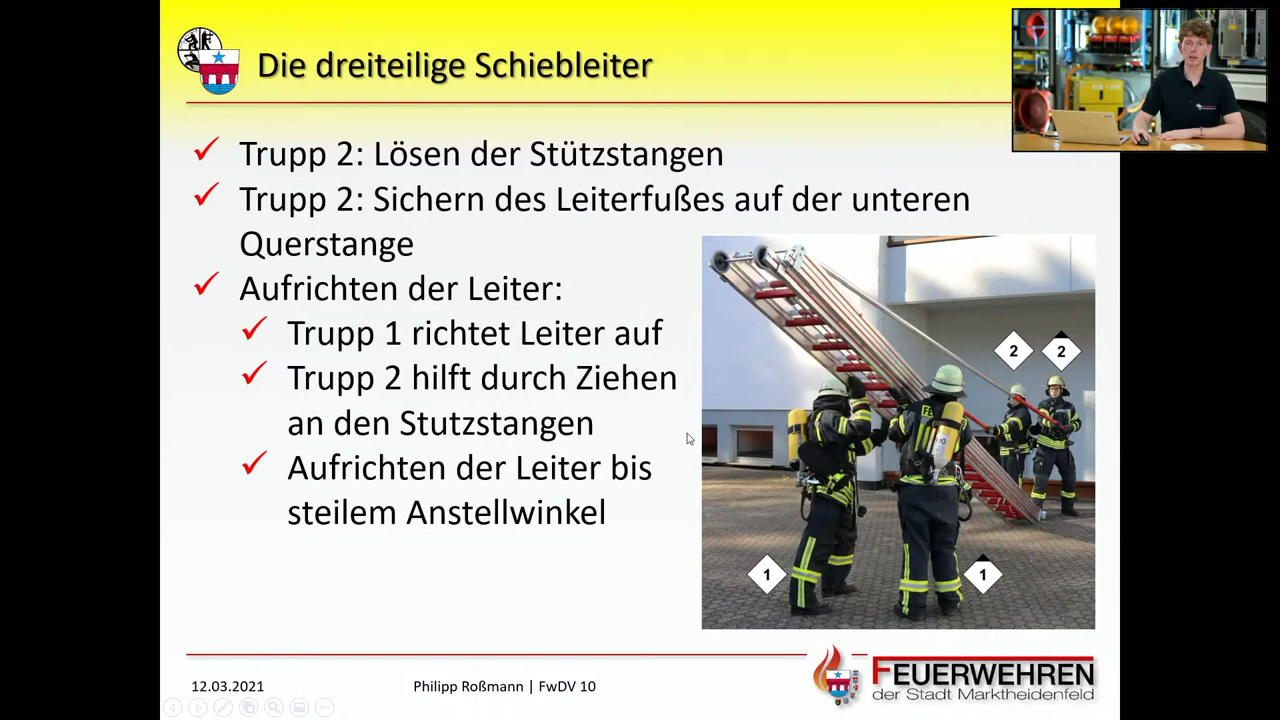 Die dreiteilige Schiebleiter
Trupp 2: Lösen der Stützstangen
Trupp 2: Sichern des Leiterfußes auf der unteren
Querstange
Aufrichten der Leiter:
Trupp 1 richtet Leiter auf
Trupp 2 hilft durch Ziehen
an den Stutzstangen
Aufrichten der Leiter bis
steilem Anstellwinkel
2
2
1
1
12.03.2021
Philipp Roßmann | FwDV 10
FEUERWEHREN
der Stadt Marktheidenfeld